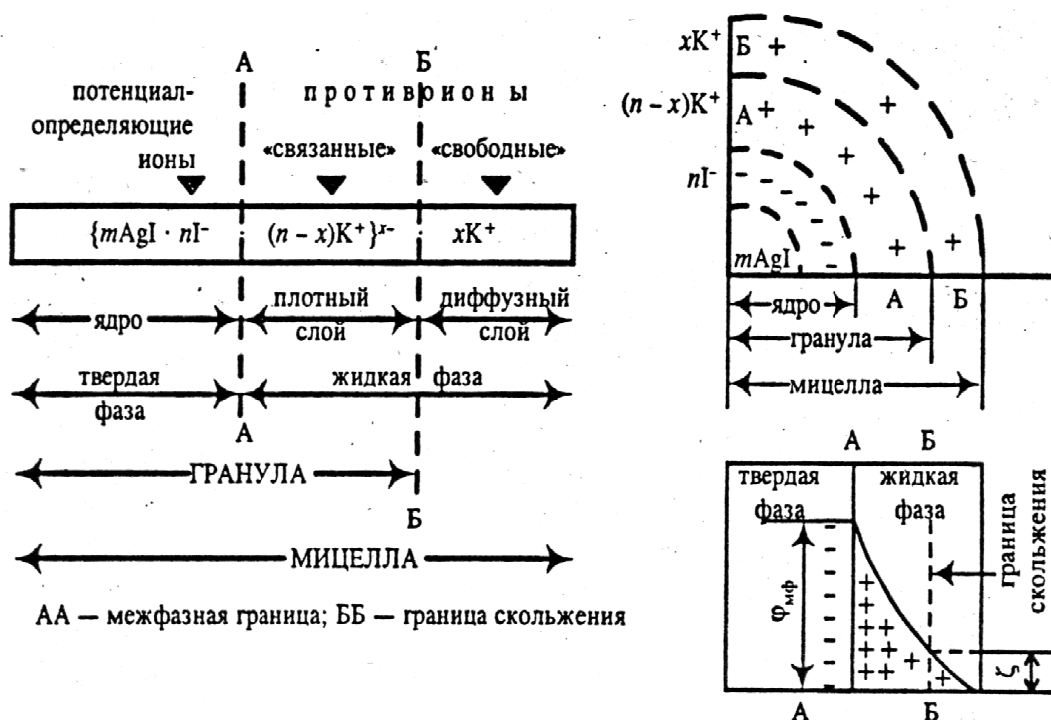 А Б
потенциал-
определяющие
ионы
противоионы
«связанные» «свободные»
{mAgI · nI⁻ · (n – x)K⁺}ˣ⁻ · xK⁺
ядро плотный слой диффузный слой
твердая фаза жидкая фаза
А
ГРАНУЛА
Б
МИЦЕЛЛА
АА — межфазная граница; ББ — граница скольжения
xK⁺
Б
(n – x)K⁺
А
nI⁻
mAgI
ядро А Б
гранула
мицелла
А Б
твердая фаза
жидкая фаза
граница скольжения
φмф
ζ
А Б